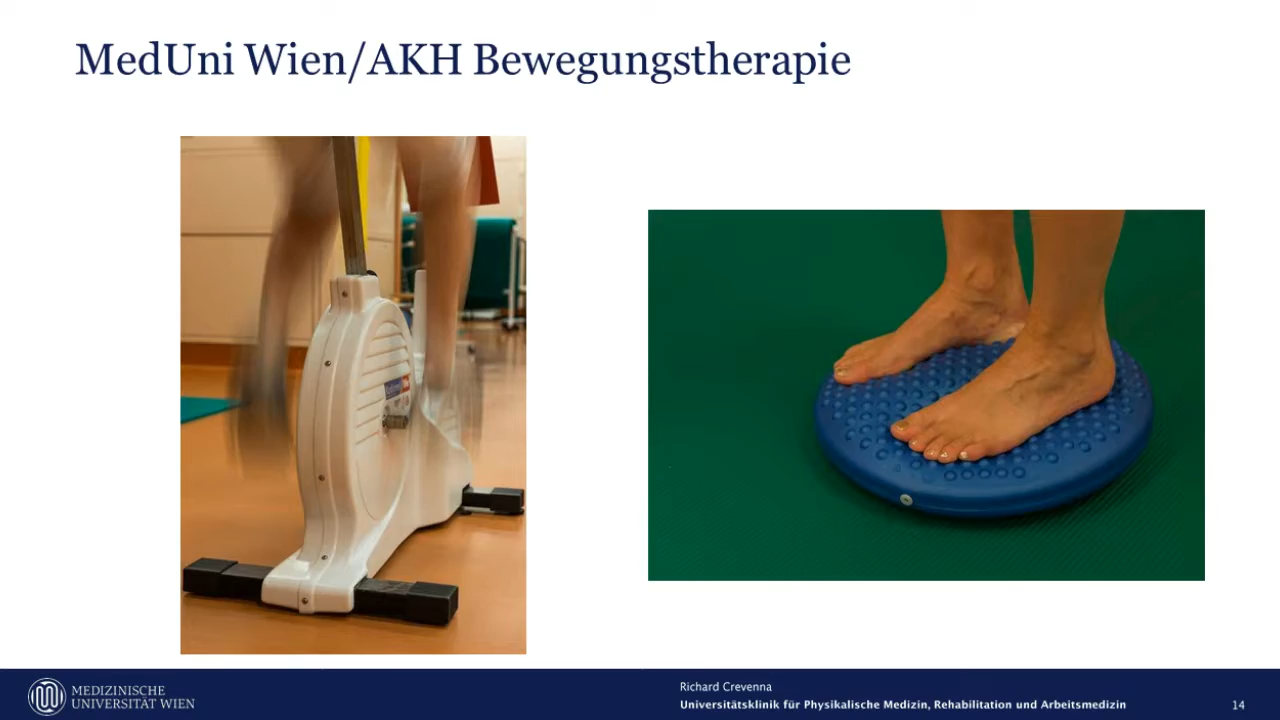 MedUni Wien/AKH Bewegungstherapie
MEDIZINISCHE
UNIVERSITÄT WIEN
Richard Crevenna
Universitätsklinik für Physikalische Medizin, Rehabilitation und Arbeitsmedizin
14